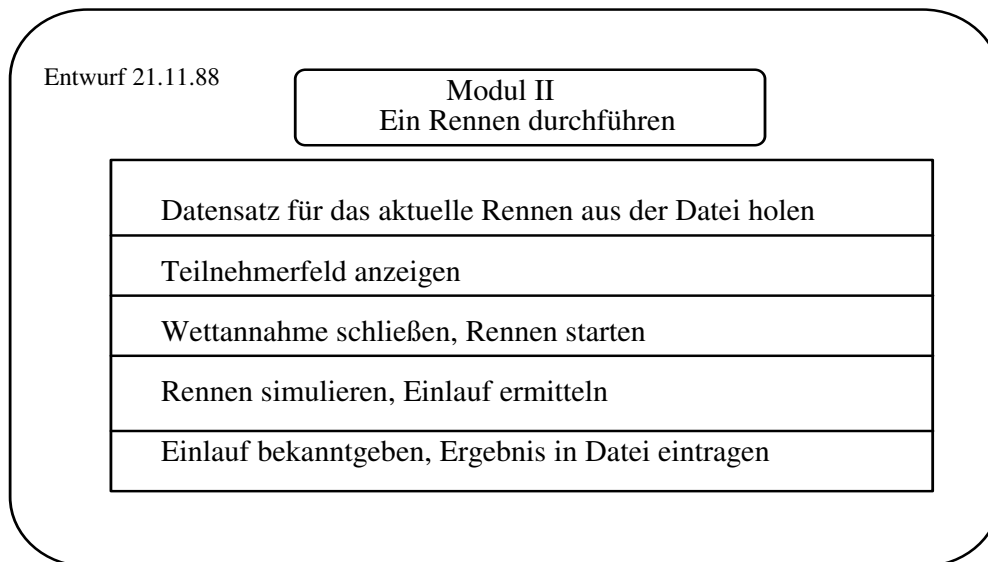 Entwurf 21.11.88
Modul II
Ein Rennen durchführen
Datensatz für das aktuelle Rennen aus der Datei holen
Teilnehmerfeld anzeigen
Wettannahme schließen, Rennen starten
Rennen simulieren, Einlauf ermitteln
Einlauf bekanntgeben, Ergebnis in Datei eintragen